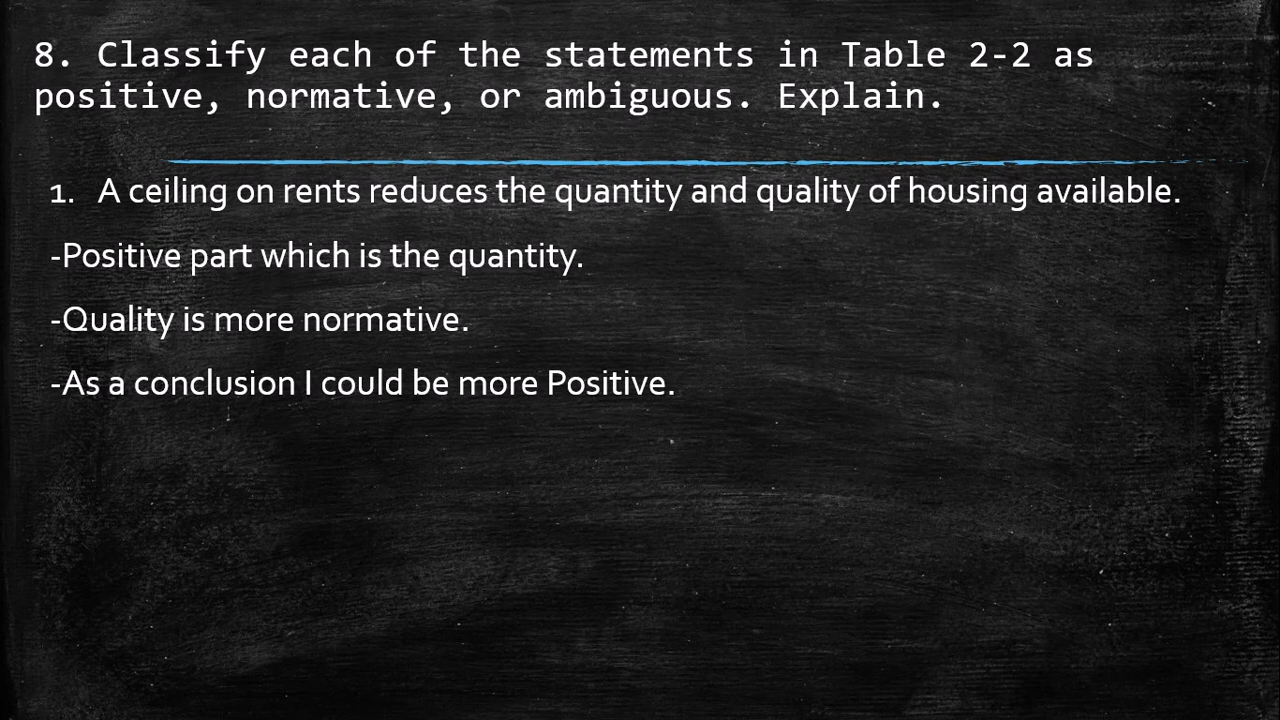 8. Classify each of the statements in Table 2-2 as
positive, normative, or ambiguous. Explain.
1. A ceiling on rents reduces the quantity and quality of housing available.
-Positive part which is the quantity.
-Quality is more normative.
-As a conclusion I could be more Positive.